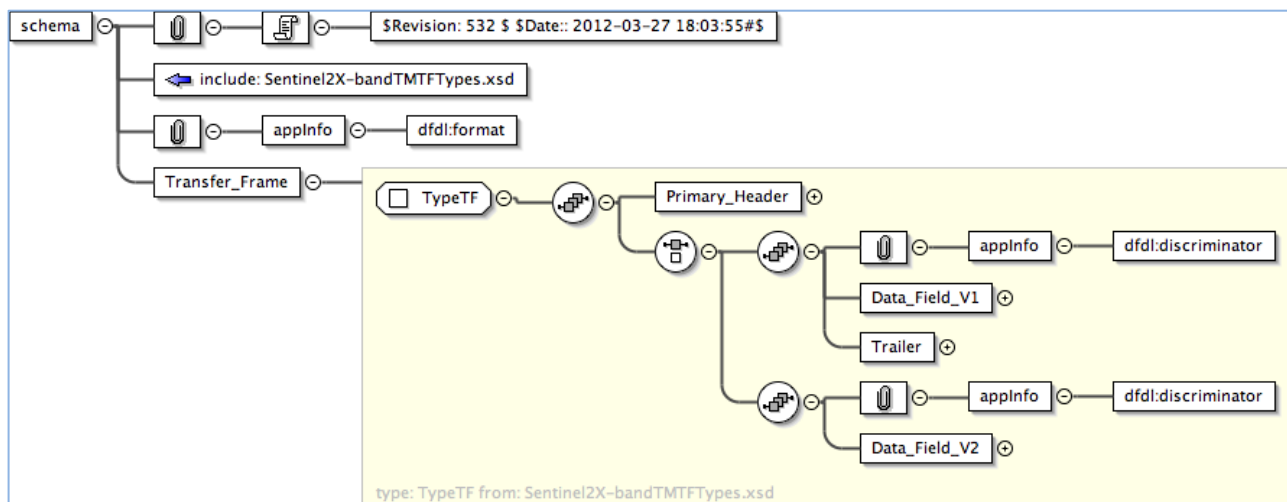 schema
$Revision: 532 $ $Date:: 2012-03-27 18:03:55#$
include: Sentinel2X-bandTMTFTypes.xsd
appInfo
dfdl:format
Transfer_Frame
TypeTF
Primary_Header
appInfo
dfdl:discriminator
Data_Field_V1
Trailer
appInfo
dfdl:discriminator
Data_Field_V2
type: TypeTF from: Sentinel2X-bandTMTFTypes.xsd